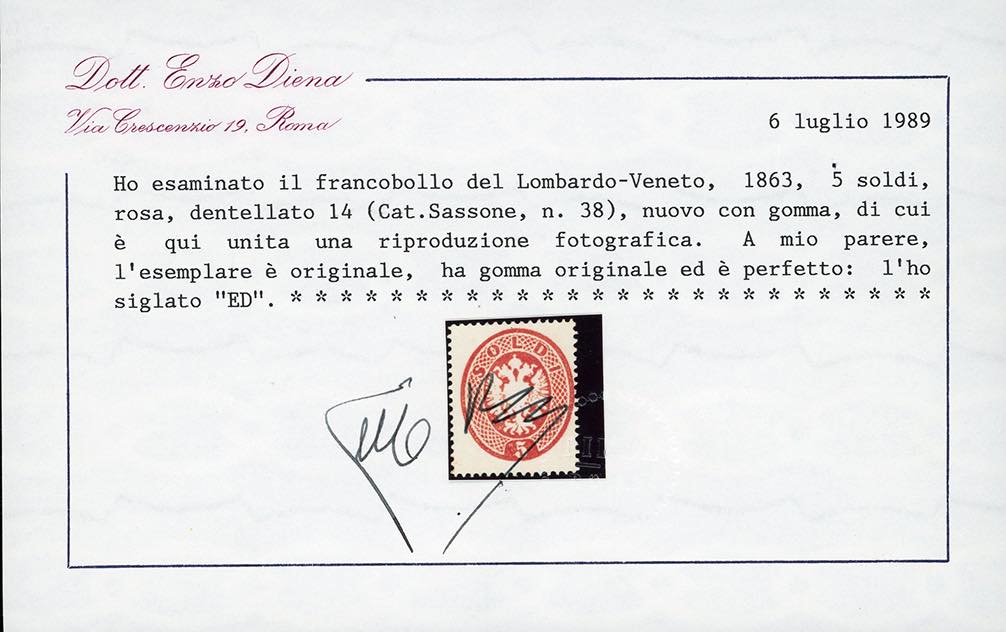 Dott. Enzo Diena
Via Crescenzio 19, Roma
6 luglio 1989
Ho esaminato il francobollo del Lombardo-Veneto, 1863, 5 soldi,
rosa, dentellato 14 (Cat.Sassone, n. 38), nuovo con gomma, di cui
è qui unita una riproduzione fotografica. A mio parere,
l'esemplare è originale, ha gomma originale ed è perfetto: l'ho
siglato "ED". * * * * * * * * * * * * * * * * * * * * * * * * * *
SOLDI
5